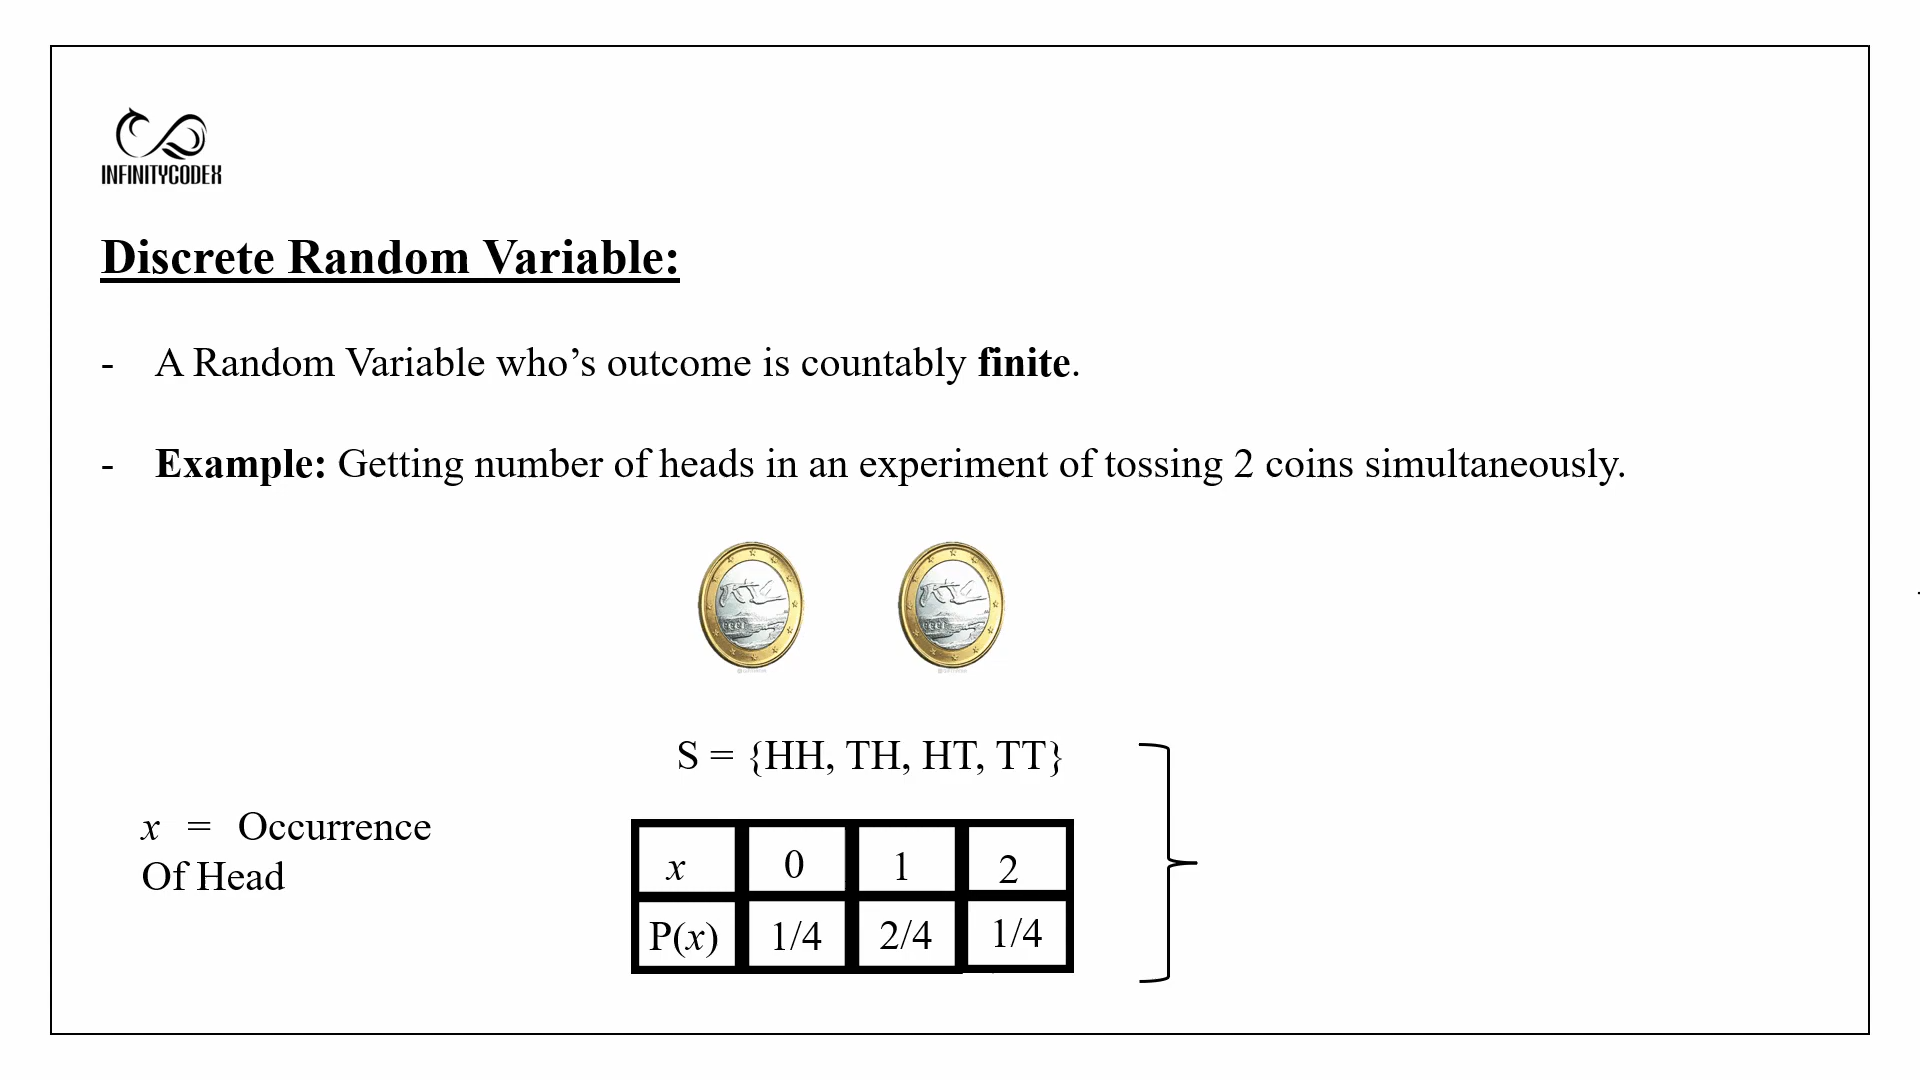 INFINITYCODEX
Discrete Random Variable:
- A Random Variable who’s outcome is countably finite.
- Example: Getting number of heads in an experiment of tossing 2 coins simultaneously.
S = {HH, TH, HT, TT}
x = Occurrence
Of Head
x 0 1 2
P(x) 1/4 2/4 1/4